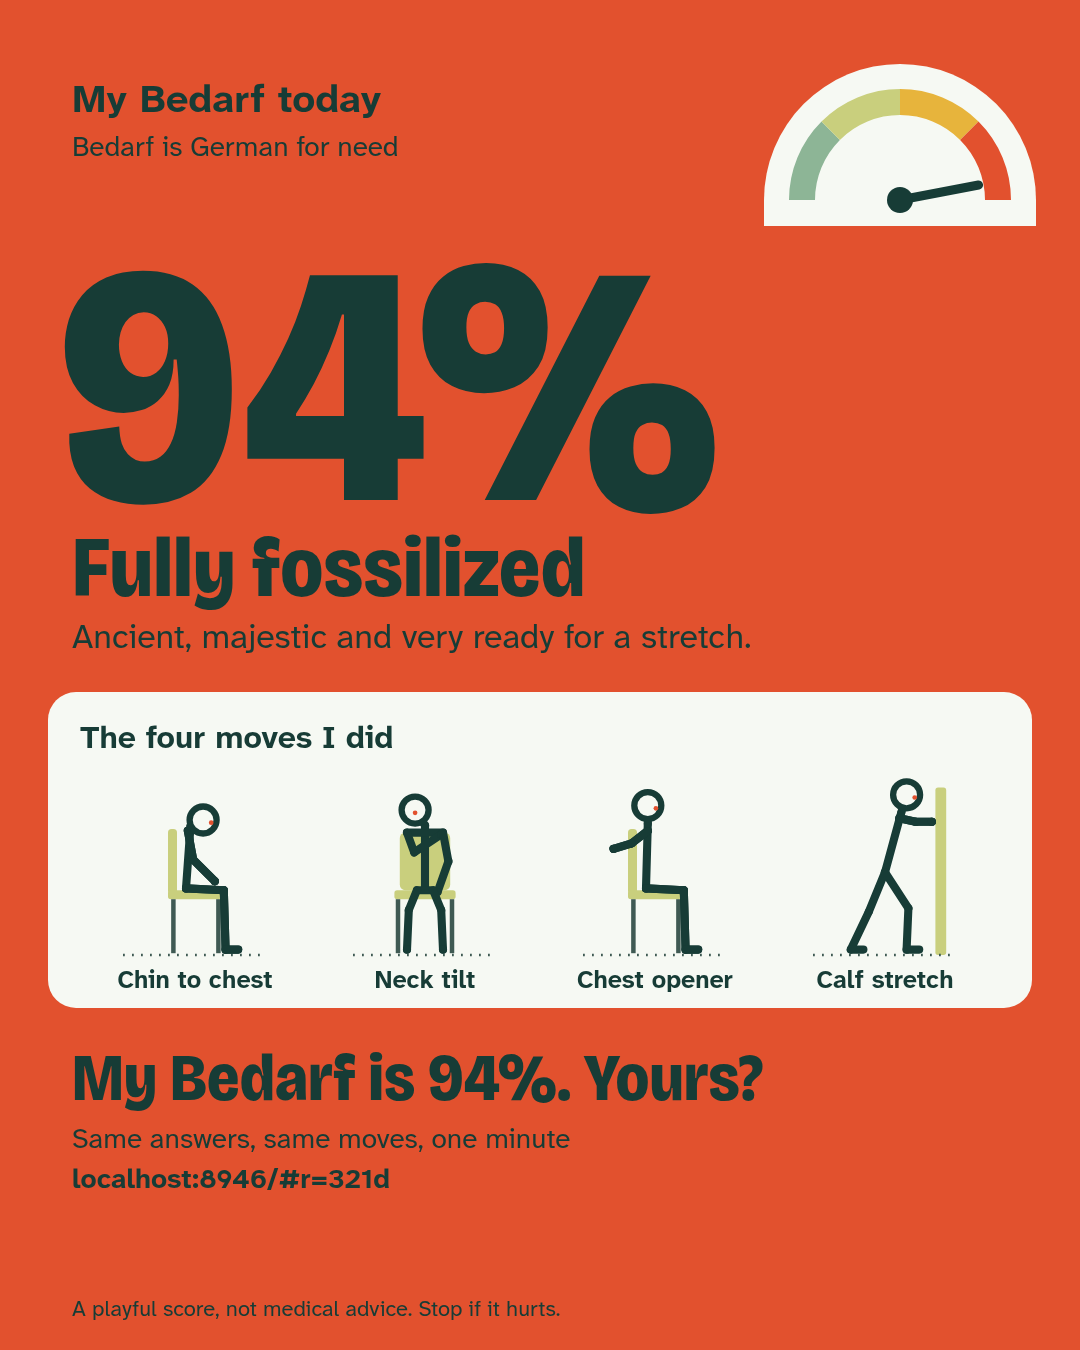 My Bedarf today
Bedarf is German for need
94%
Fully fossilized
Ancient, majestic and very ready for a stretch.
The four moves I did
Chin to chest
Neck tilt
Chest opener
Calf stretch
My Bedarf is 94%. Yours?
Same answers, same moves, one minute
localhost:8946/#r=321d
A playful score, not medical advice. Stop if it hurts.